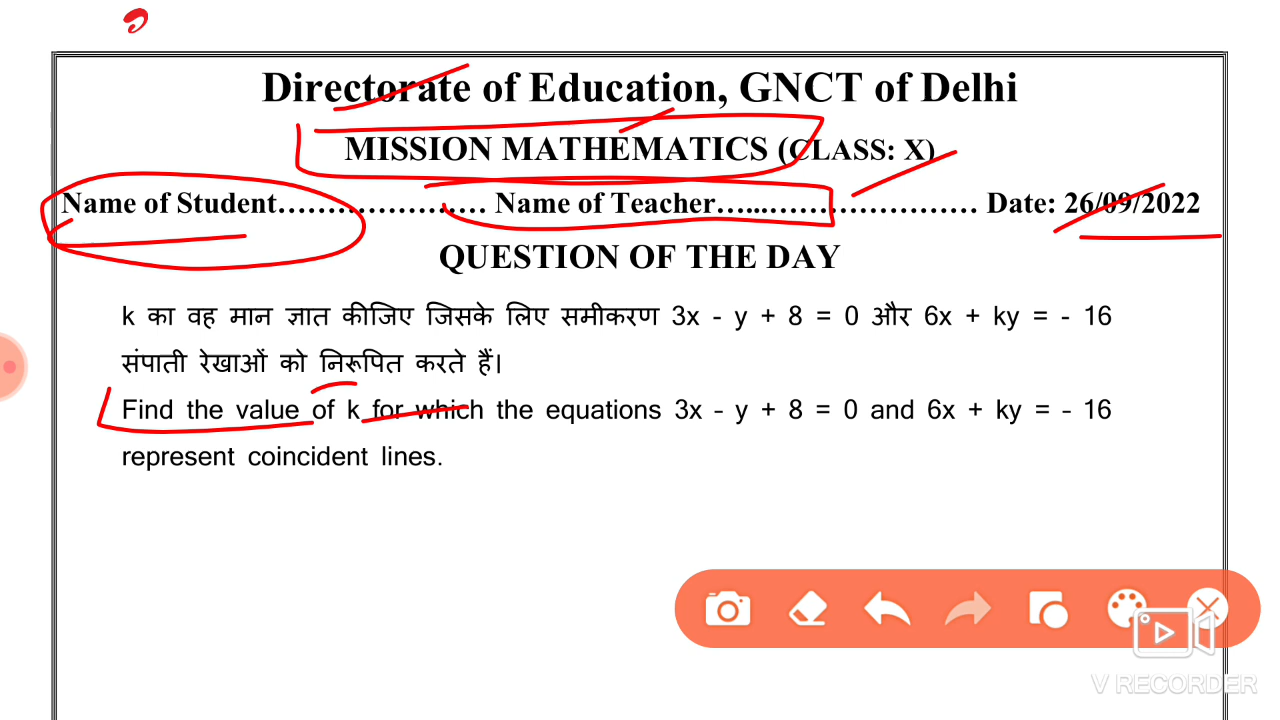 Directorate of Education, GNCT of Delhi
MISSION MATHEMATICS (CLASS: X)
Name of Student………………… Name of Teacher…...………………… Date: 26/09/2022
QUESTION OF THE DAY
k का वह मान ज्ञात कीजिए जिसके लिए समीकरण 3x - y + 8 = 0 और 6x + ky = - 16
संपाती रेखाओं को निरूपित करते हैं।
Find the value of k for which the equations 3x - y + 8 = 0 and 6x + ky = - 16
represent coincident lines.
V RECORDER